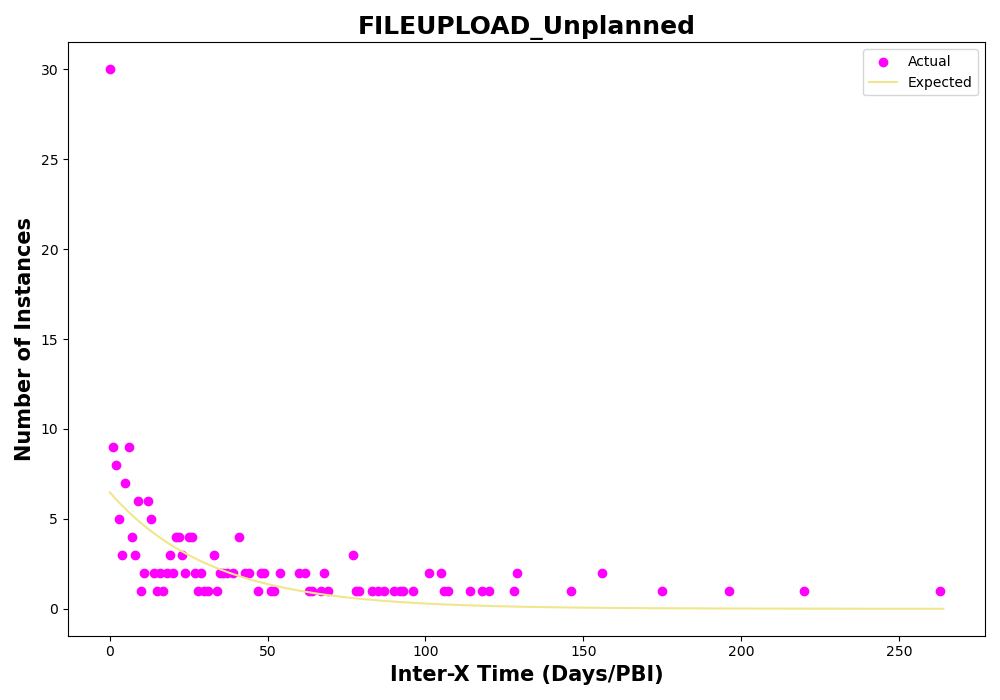 FILEUPLOAD_Unplanned
Actual
Expected
30
25
20
15
10
5
0
Number of Instances
0 50 100 150 200 250
Inter-X Time (Days/PBI)